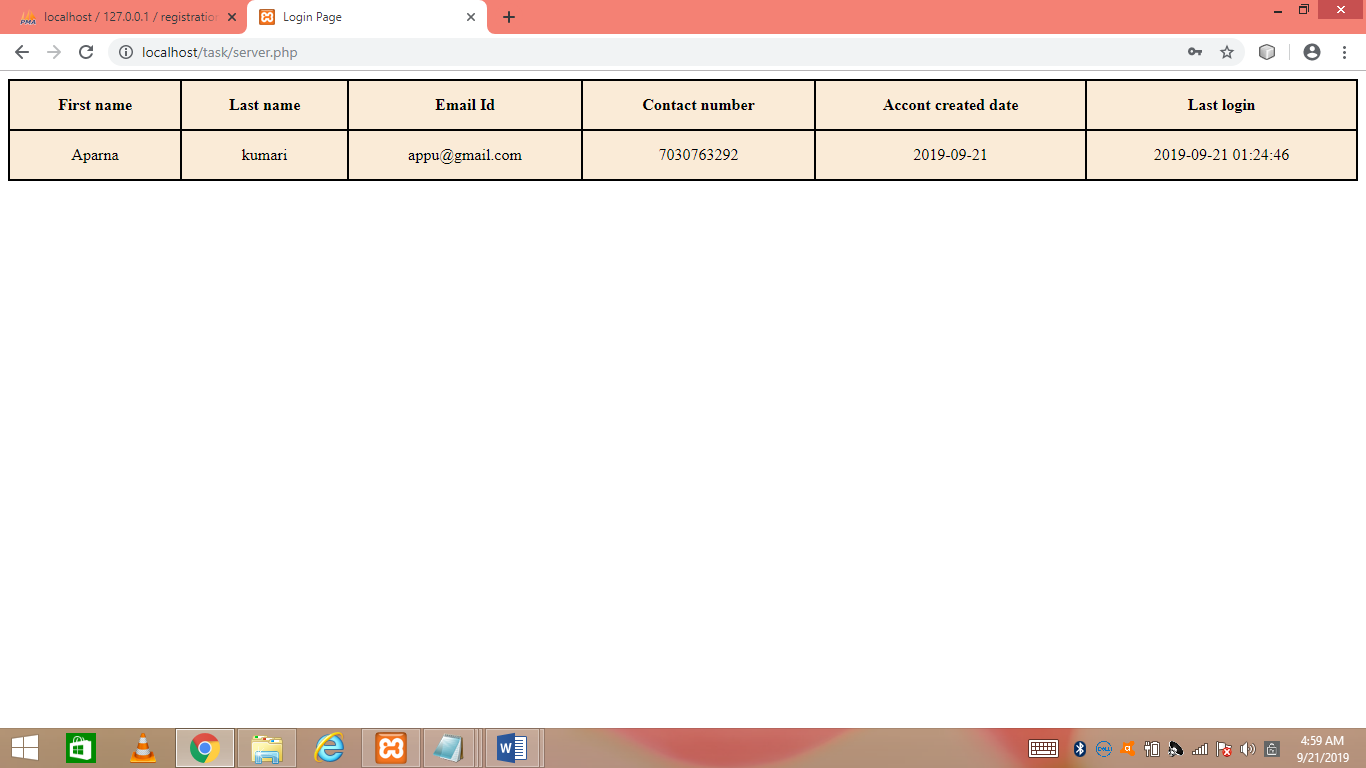 localhost / 127.0.0.1 / registration
Login Page
localhost/task/server.php
First name Last name Email Id Contact number Accont created date Last login
Aparna kumari appu@gmail.com 7030763292 2019-09-21 2019-09-21 01:24:46
4:59 AM
9/21/2019